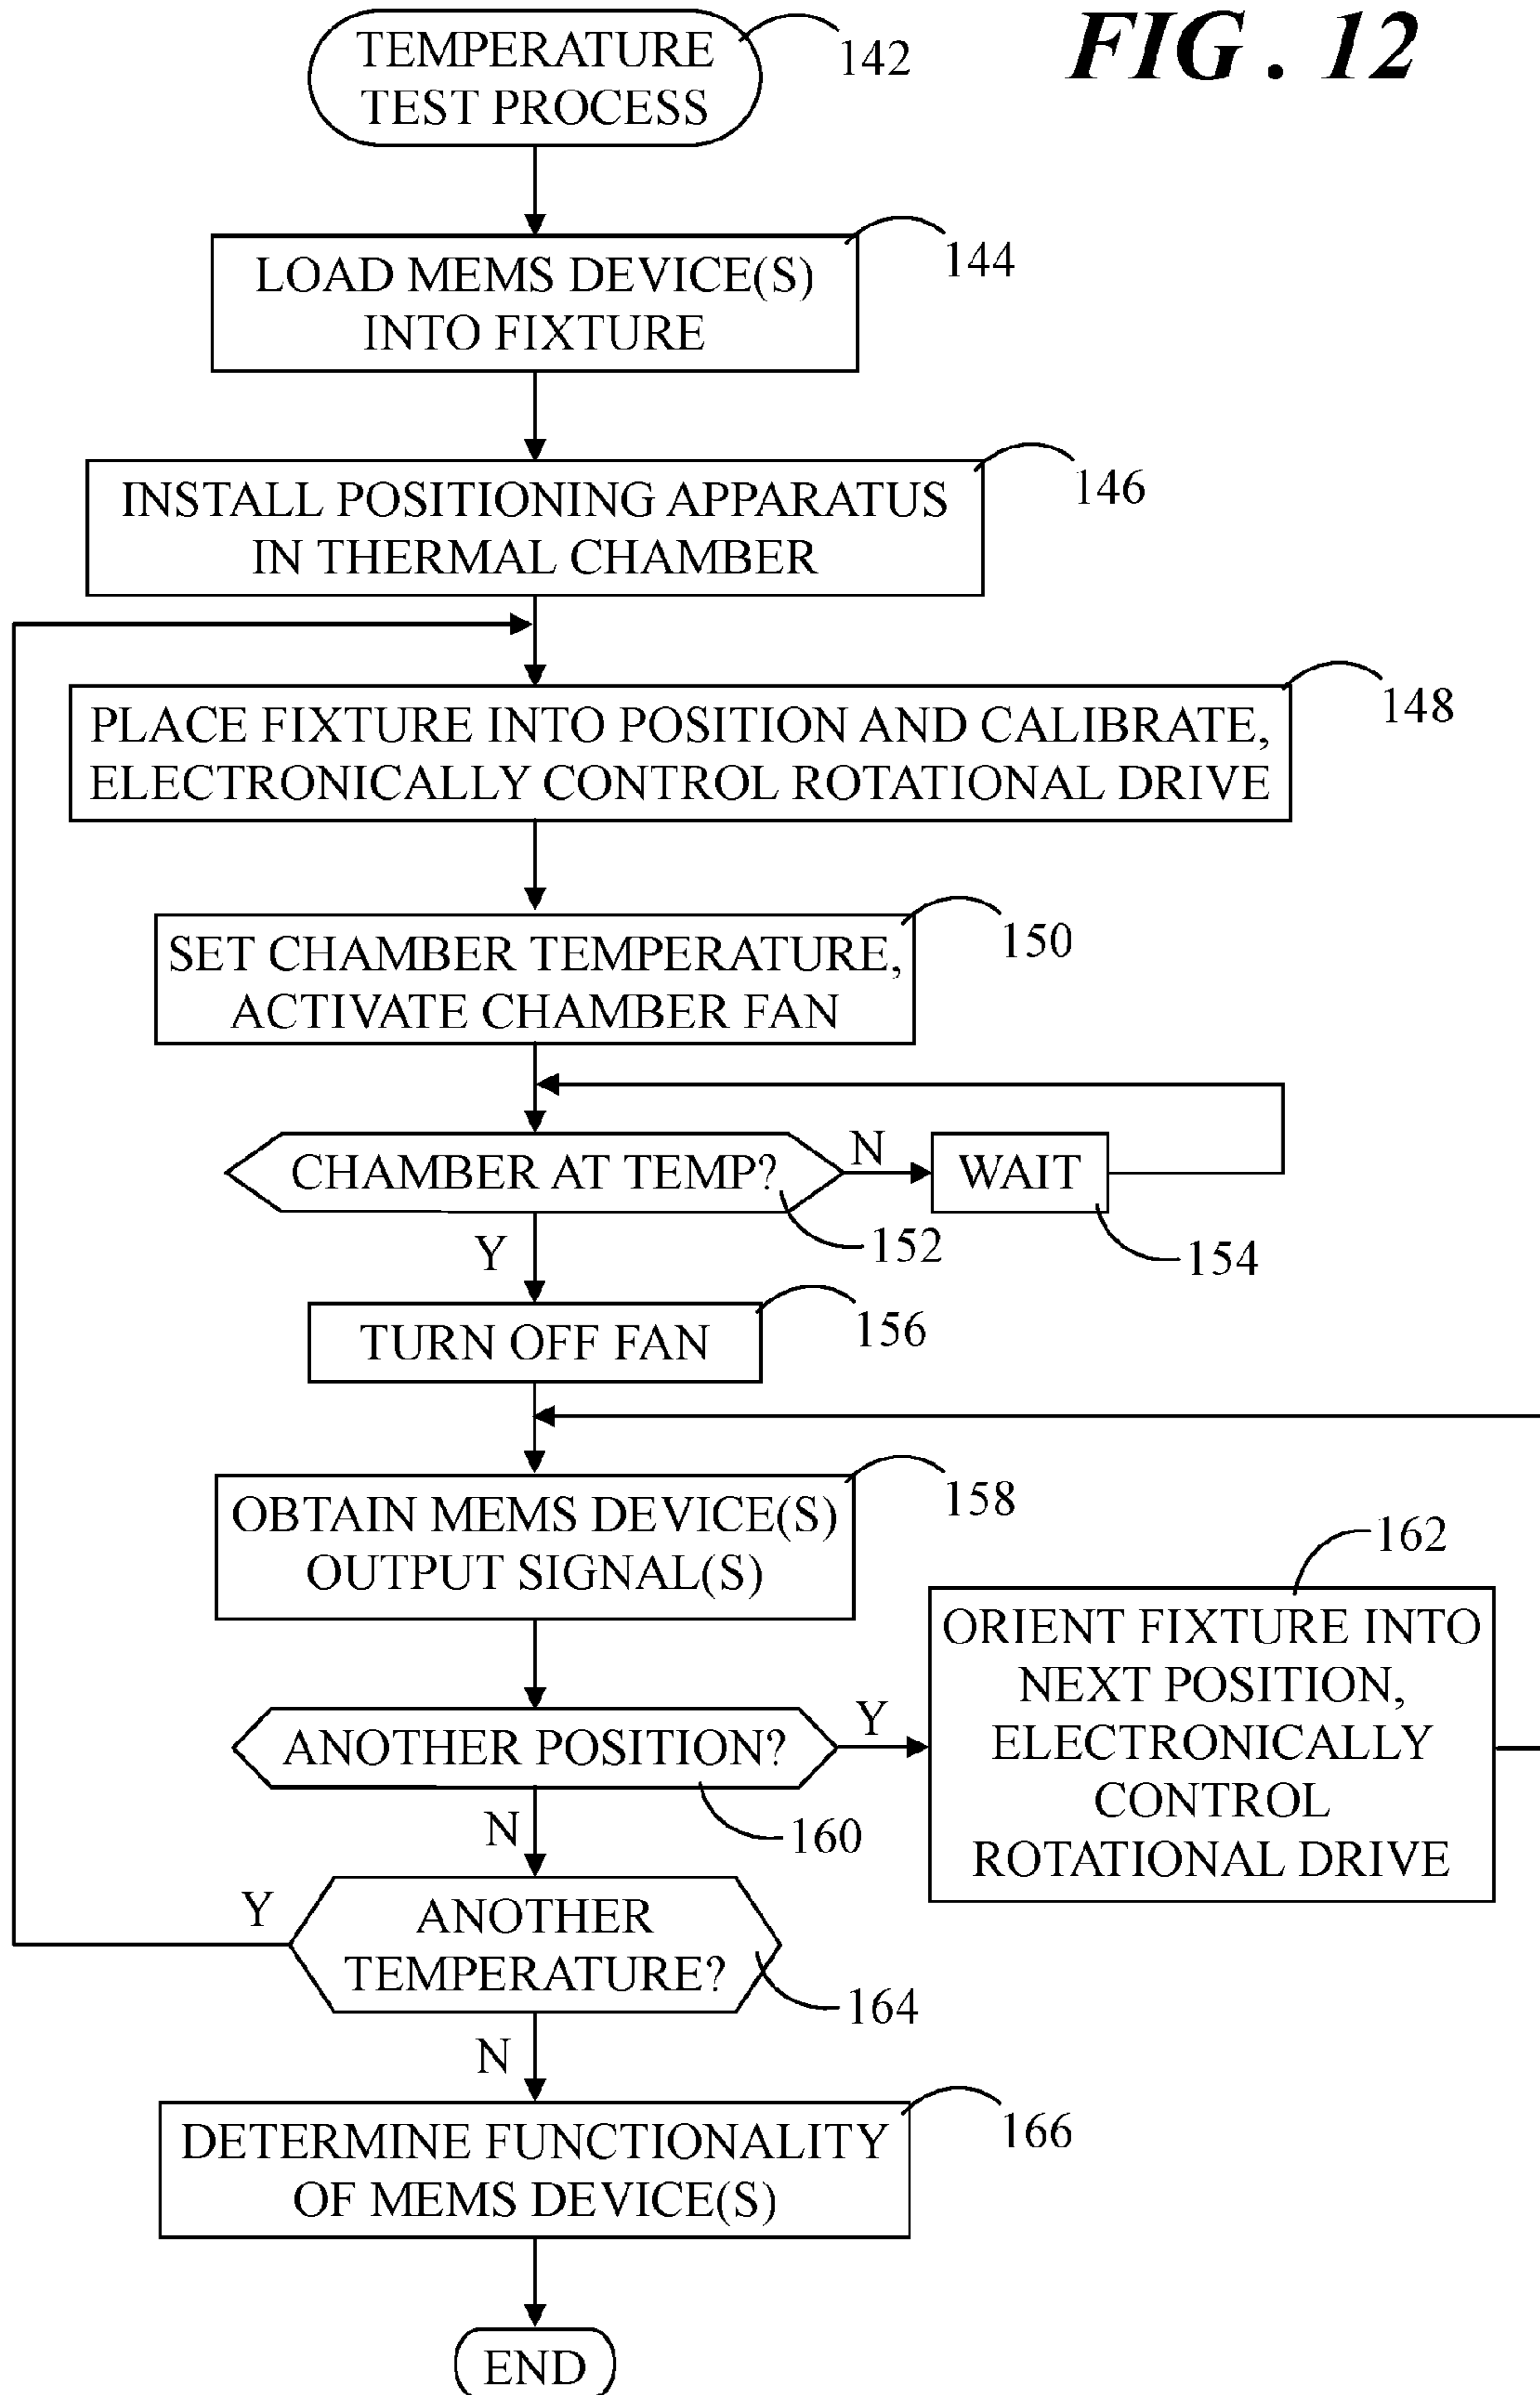 FIG. 12
TEMPERATURE
TEST PROCESS
142
LOAD MEMS DEVICE(S)
INTO FIXTURE
144
INSTALL POSITIONING APPARATUS
IN THERMAL CHAMBER
146
PLACE FIXTURE INTO POSITION AND CALIBRATE,
ELECTRONICALLY CONTROL ROTATIONAL DRIVE
148
SET CHAMBER TEMPERATURE,
ACTIVATE CHAMBER FAN
150
CHAMBER AT TEMP?
N
WAIT
152
154
Y
TURN OFF FAN
156
OBTAIN MEMS DEVICE(S)
OUTPUT SIGNAL(S)
158
ANOTHER POSITION?
Y
160
162
ORIENT FIXTURE INTO
NEXT POSITION,
ELECTRONICALLY
CONTROL
ROTATIONAL DRIVE
N
ANOTHER
TEMPERATURE?
Y
164
N
DETERMINE FUNCTIONALITY
OF MEMS DEVICE(S)
166
END